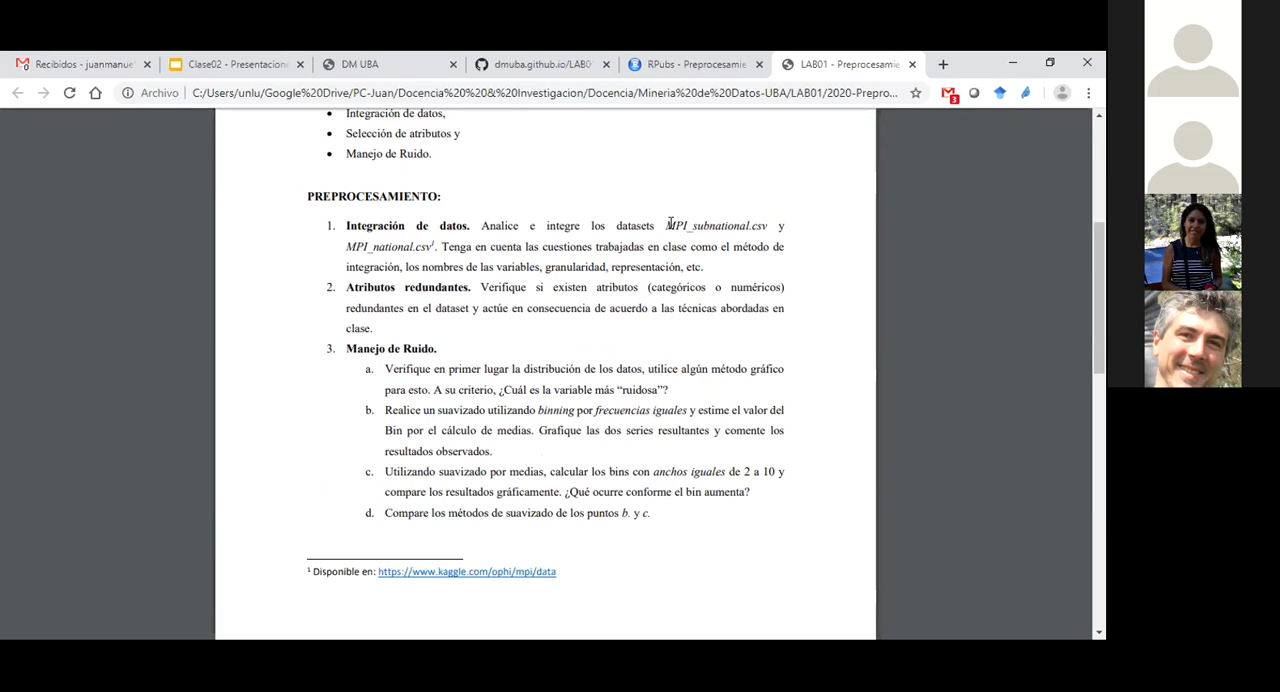 Recibidos - juanmanue
Clase02 - Presentacion
DM UBA
dmuba.github.io/LAB01
RPubs - Preprocesamie
LAB01 - Preprocesamie
Archivo
C:/Users/unlu/Google%20Drive/PC-Juan/Docencia%20%20&%20Investigacion/Docencia/Mineria%20de%20Datos-UBA/LAB01/2020-Prepro...
3
• Integración de datos,
• Selección de atributos y
• Manejo de Ruido.
PREPROCESAMIENTO:
1. Integración de datos. Analice e integre los datasets MPI_subnational.csv y
MPI_national.csv¹. Tenga en cuenta las cuestiones trabajadas en clase como el método de
integración, los nombres de las variables, granularidad, representación, etc.
2. Atributos redundantes. Verifique si existen atributos (categóricos o numéricos)
redundantes en el dataset y actúe en consecuencia de acuerdo a las técnicas abordadas en
clase.
3. Manejo de Ruido.
a. Verifique en primer lugar la distribución de los datos, utilice algún método gráfico
para esto. A su criterio, ¿Cuál es la variable más “ruidosa”?
b. Realice un suavizado utilizando binning por frecuencias iguales y estime el valor del
Bin por el cálculo de medias. Grafique las dos series resultantes y comente los
resultados observados.
c. Utilizando suavizado por medias, calcular los bins con anchos iguales de 2 a 10 y
compare los resultados gráficamente. ¿Qué ocurre conforme el bin aumenta?
d. Compare los métodos de suavizado de los puntos b. y c.
¹ Disponible en: https://www.kaggle.com/ophi/mpi/data